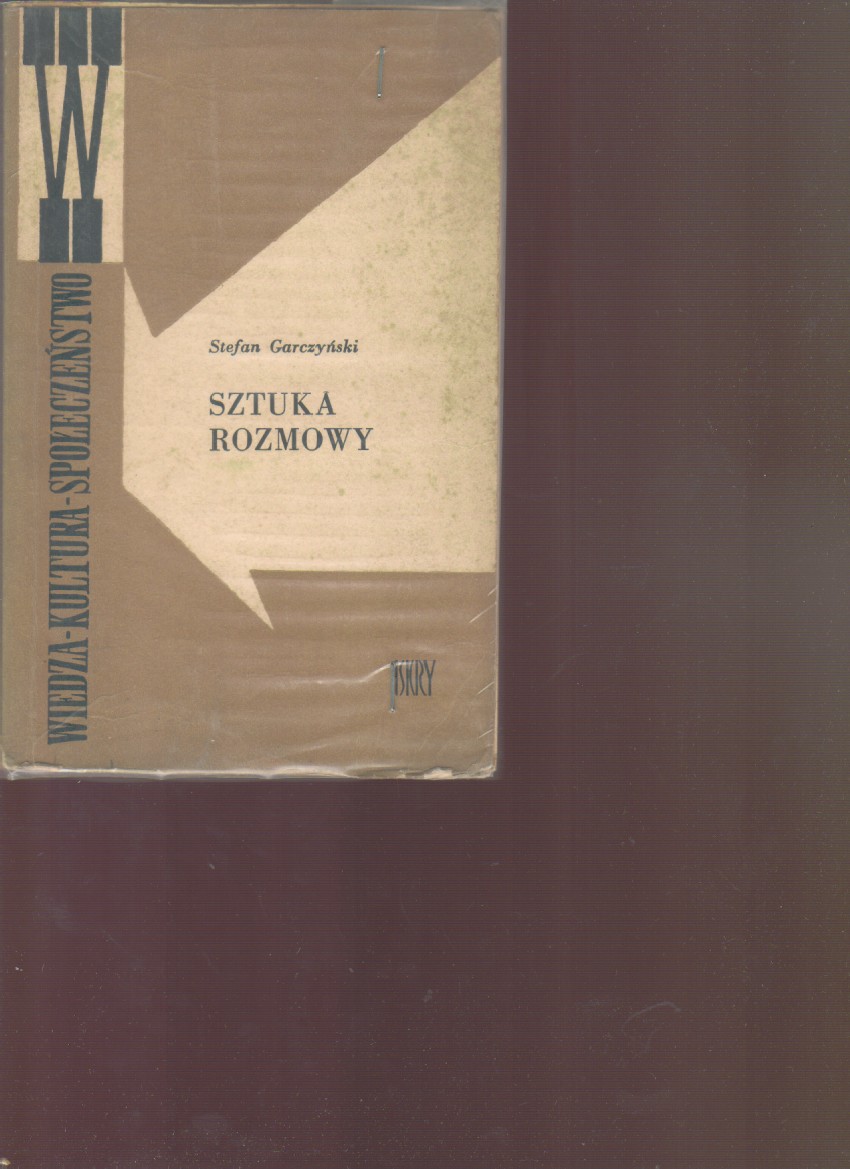 W
WIEDZA-KULTURA-SPOŁECZEŃSTWO
Stefan Garczyński
SZTUKA
ROZMOWY
ISKRY